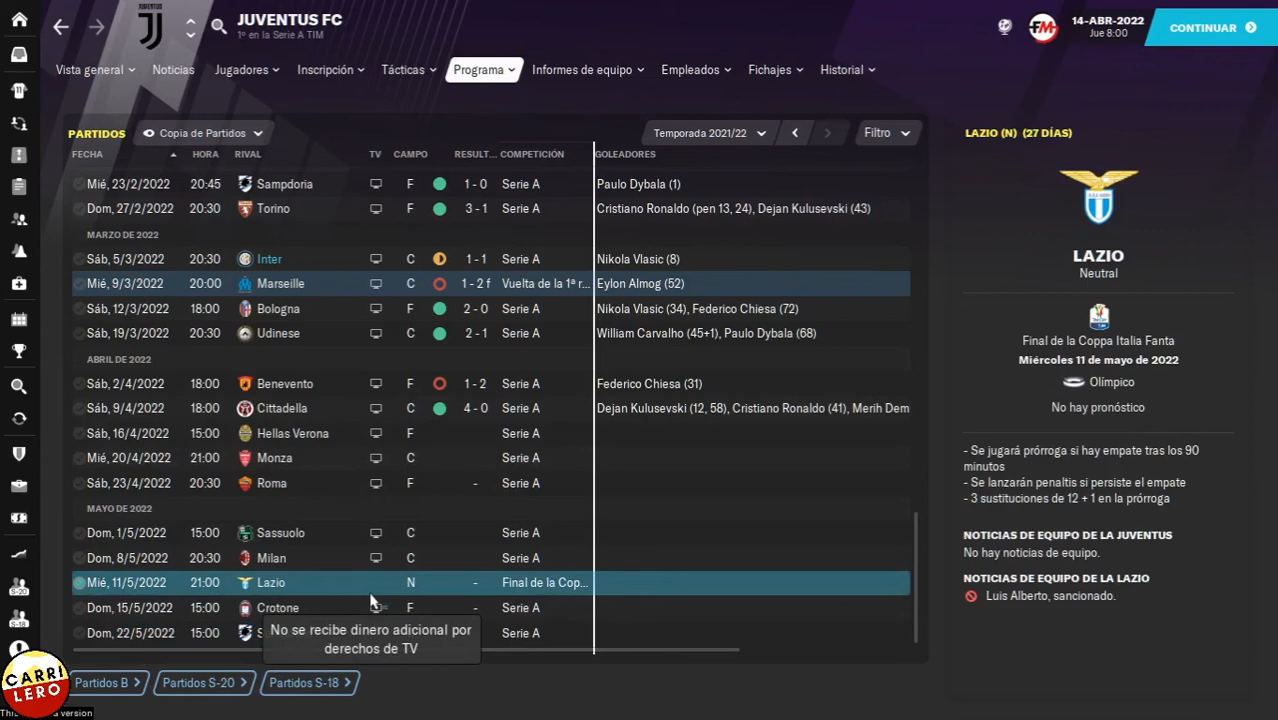 JUVENTUS FC
1º en la Serie A TIM
14-ABR-2022
Jue 8:00
CONTINUAR
Vista general
Noticias
Jugadores
Inscripción
Tácticas
Programa
Informes de equipo
Empleados
Fichajes
Historial
PARTIDOS
Copia de Partidos
Temporada 2021/22
Filtro
FECHA HORA RIVAL TV CAMPO RESULT... COMPETICIÓN GOLEADORES
Mié, 23/2/2022 20:45 Sampdoria F 1 - 0 Serie A Paulo Dybala (1)
Dom, 27/2/2022 20:30 Torino F 3 - 1 Serie A Cristiano Ronaldo (pen 13, 24), Dejan Kulusevski (43)
MARZO DE 2022
Sáb, 5/3/2022 20:30 Inter C 1 - 1 Serie A Nikola Vlasic (8)
Mié, 9/3/2022 20:00 Marseille C 1 - 2 f Vuelta de la 1ª r... Eylon Almog (52)
Sáb, 12/3/2022 18:00 Bologna F 2 - 0 Serie A Nikola Vlasic (34), Federico Chiesa (72)
Sáb, 19/3/2022 20:30 Udinese C 2 - 1 Serie A William Carvalho (45+1), Paulo Dybala (68)
ABRIL DE 2022
Sáb, 2/4/2022 18:00 Benevento F 1 - 2 Serie A Federico Chiesa (31)
Sáb, 9/4/2022 18:00 Cittadella C 4 - 0 Serie A Dejan Kulusevski (12, 58), Cristiano Ronaldo (41), Merih Dem
Sáb, 16/4/2022 15:00 Hellas Verona F Serie A
Mié, 20/4/2022 21:00 Monza C Serie A
Sáb, 23/4/2022 20:30 Roma F - Serie A
MAYO DE 2022
Dom, 1/5/2022 15:00 Sassuolo C Serie A
Dom, 8/5/2022 20:30 Milan C Serie A
Mié, 11/5/2022 21:00 Lazio N - Final de la Cop...
Dom, 15/5/2022 15:00 Crotone F - Serie A
Dom, 22/5/2022 15:00 S Serie A
No se recibe dinero adicional por
derechos de TV
Partidos B
Partidos S-20
Partidos S-18
LAZIO (N) (27 DÍAS)
LAZIO
Neutral
Final de la Coppa Italia Fanta
Miércoles 11 de mayo de 2022
Olímpico
No hay pronóstico
- Se jugará prórroga si hay empate tras los 90
minutos
- Se lanzarán penaltis si persiste el empate
- 3 sustituciones de 12 + 1 en la prórroga
NOTICIAS DE EQUIPO DE LA JUVENTUS
No hay noticias de equipo.
NOTICIAS DE EQUIPO DE LA LAZIO
Luis Alberto, sancionado.
S-20
S-18
CARRI
LERO
version